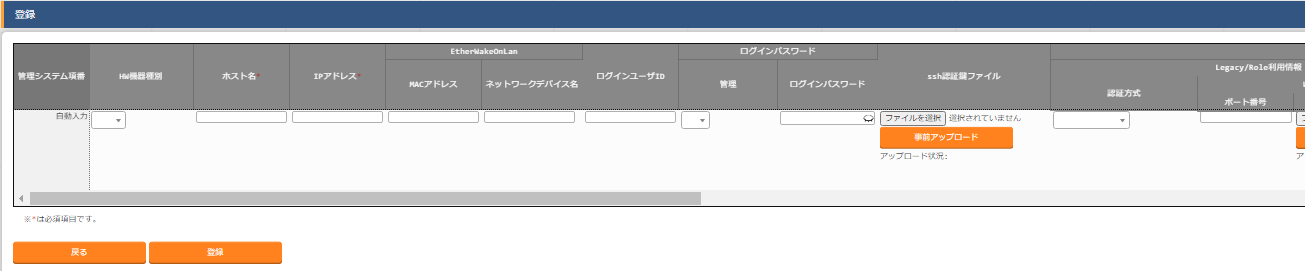 登録
EtherWakeOnLan
ログインパスワード
Legacy/Role利用情報
管理システム項番
HW機器種別
ホスト名*
IPアドレス*
MACアドレス
ネットワークデバイス名
ログインユーザID
管理
ログインパスワード
ssh認証鍵ファイル
認証方式
ポート番号
自動入力
ファイルを選択 選択されていません
事前アップロード
アップロード状況:
ア
※*は必須項目です。
戻る
登録